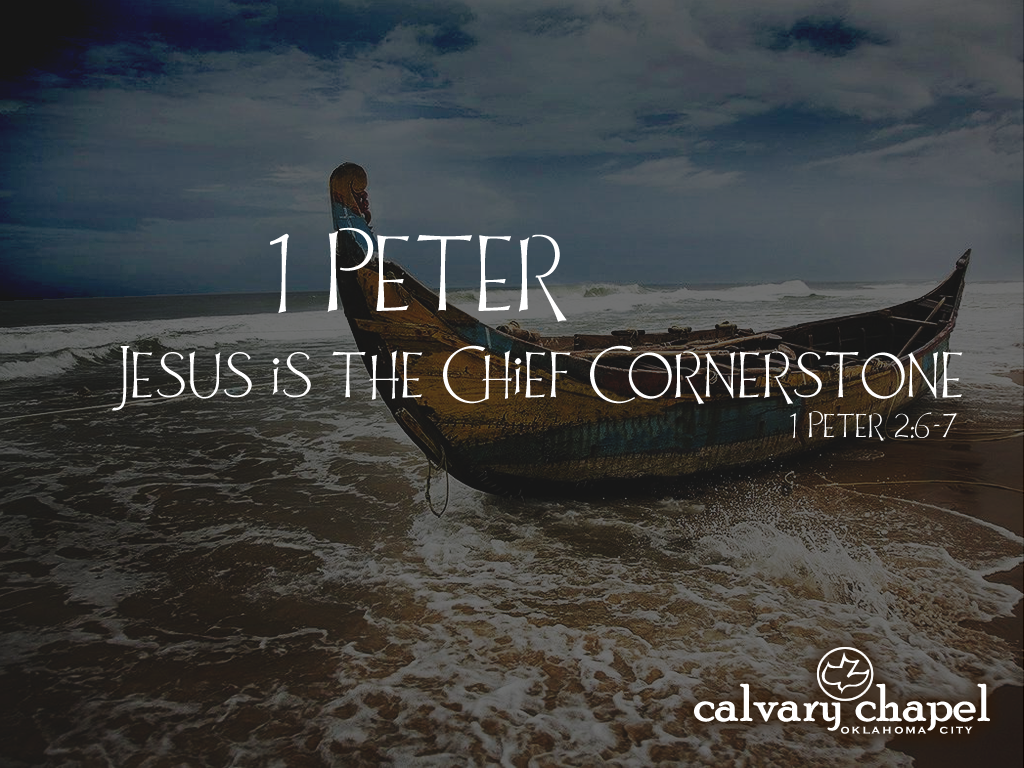 1 Peter
Jesus is the Chief Cornerstone
1 Peter 2:6-7
calvary chapel
OKLAHOMA CITY